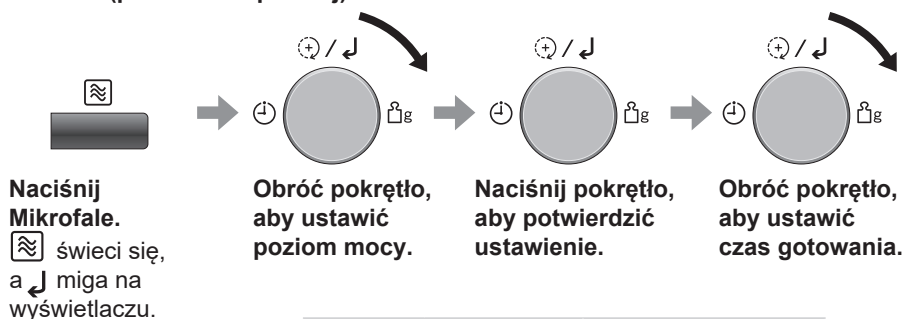 Naciśnij
Mikrofale.
świeci się,
a miga na
wyświetlaczu.
g
Obróć pokrętło,
aby ustawić
poziom mocy.
g
Naciśnij pokrętło,
aby potwierdzić
ustawienie.
g
Obróć pokrętło,
aby ustawić
czas gotowania.